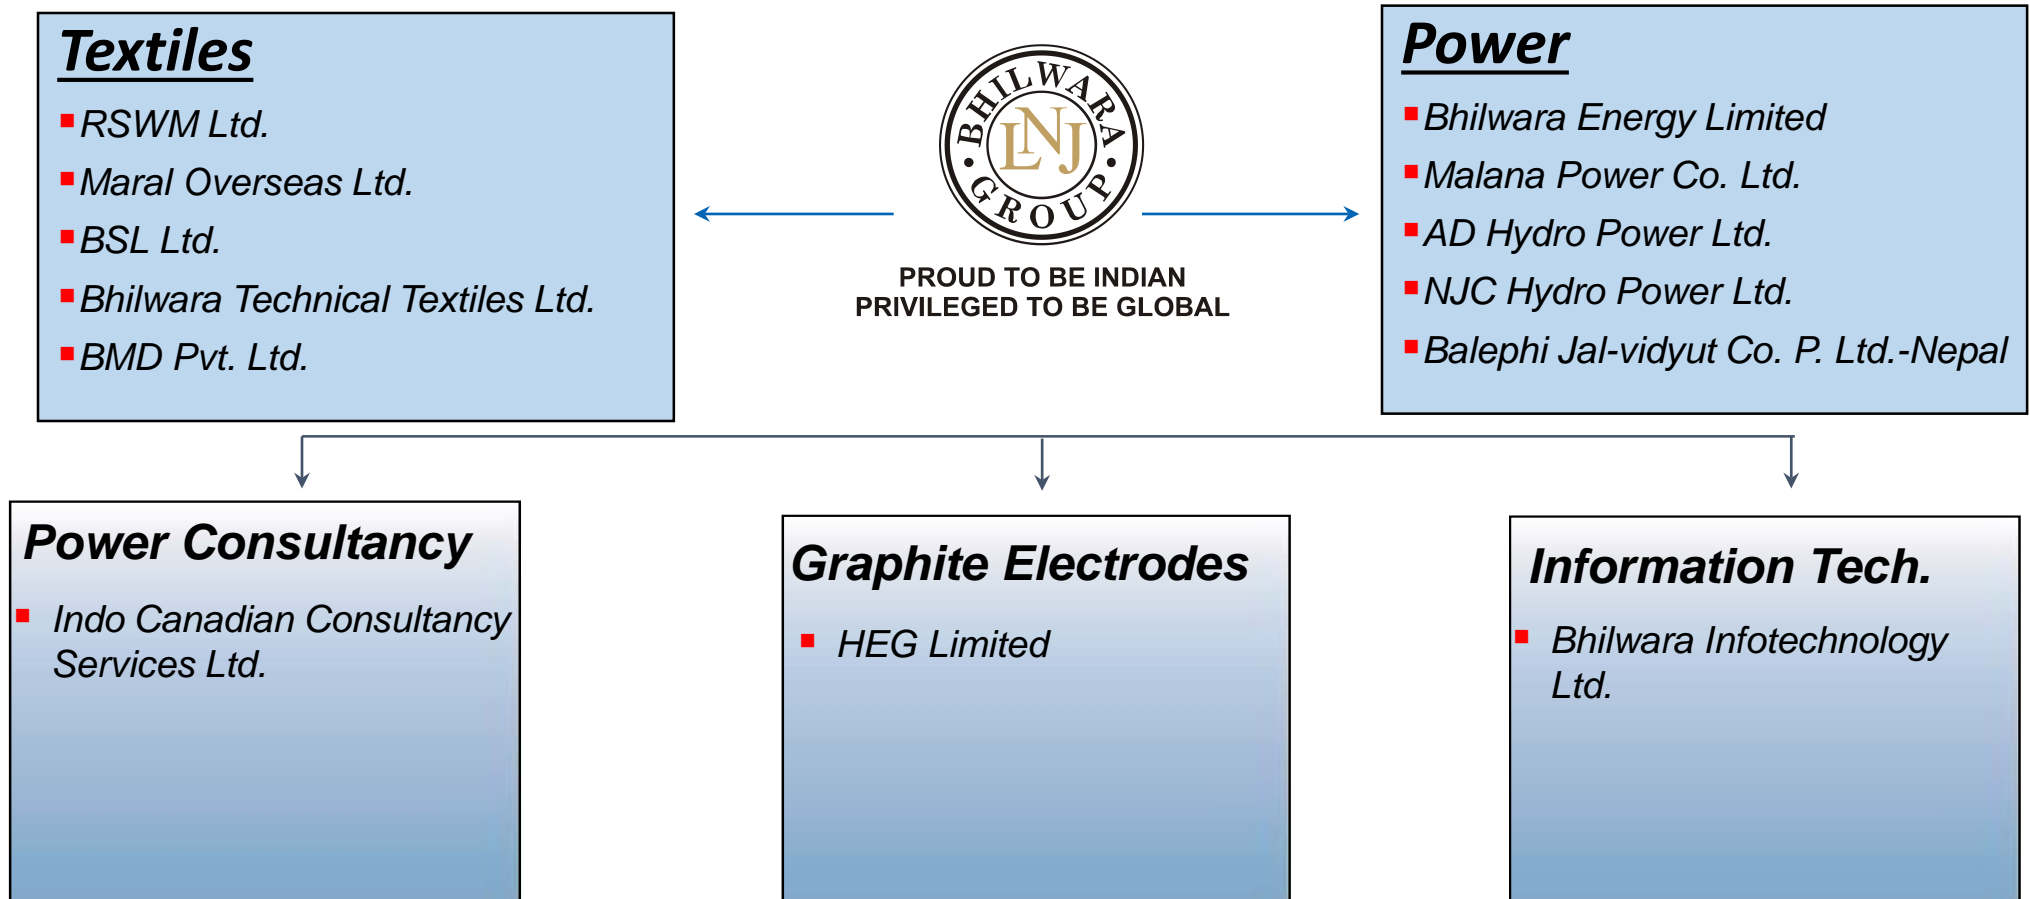 Textiles
RSWM Ltd.
Maral Overseas Ltd.
BSL Ltd.
Bhilwara Technical Textiles Ltd.
BMD Pvt. Ltd.
BHILWARA
LNJ
GROUP
PROUD TO BE INDIAN
PRIVILEGED TO BE GLOBAL
Power
Bhilwara Energy Limited
Malana Power Co. Ltd.
AD Hydro Power Ltd.
NJC Hydro Power Ltd.
Balephi Jal-vidyut Co. P. Ltd.-Nepal
Power Consultancy
Indo Canadian Consultancy
Services Ltd.
Graphite Electrodes
HEG Limited
Information Tech.
Bhilwara Infotechnology
Ltd.